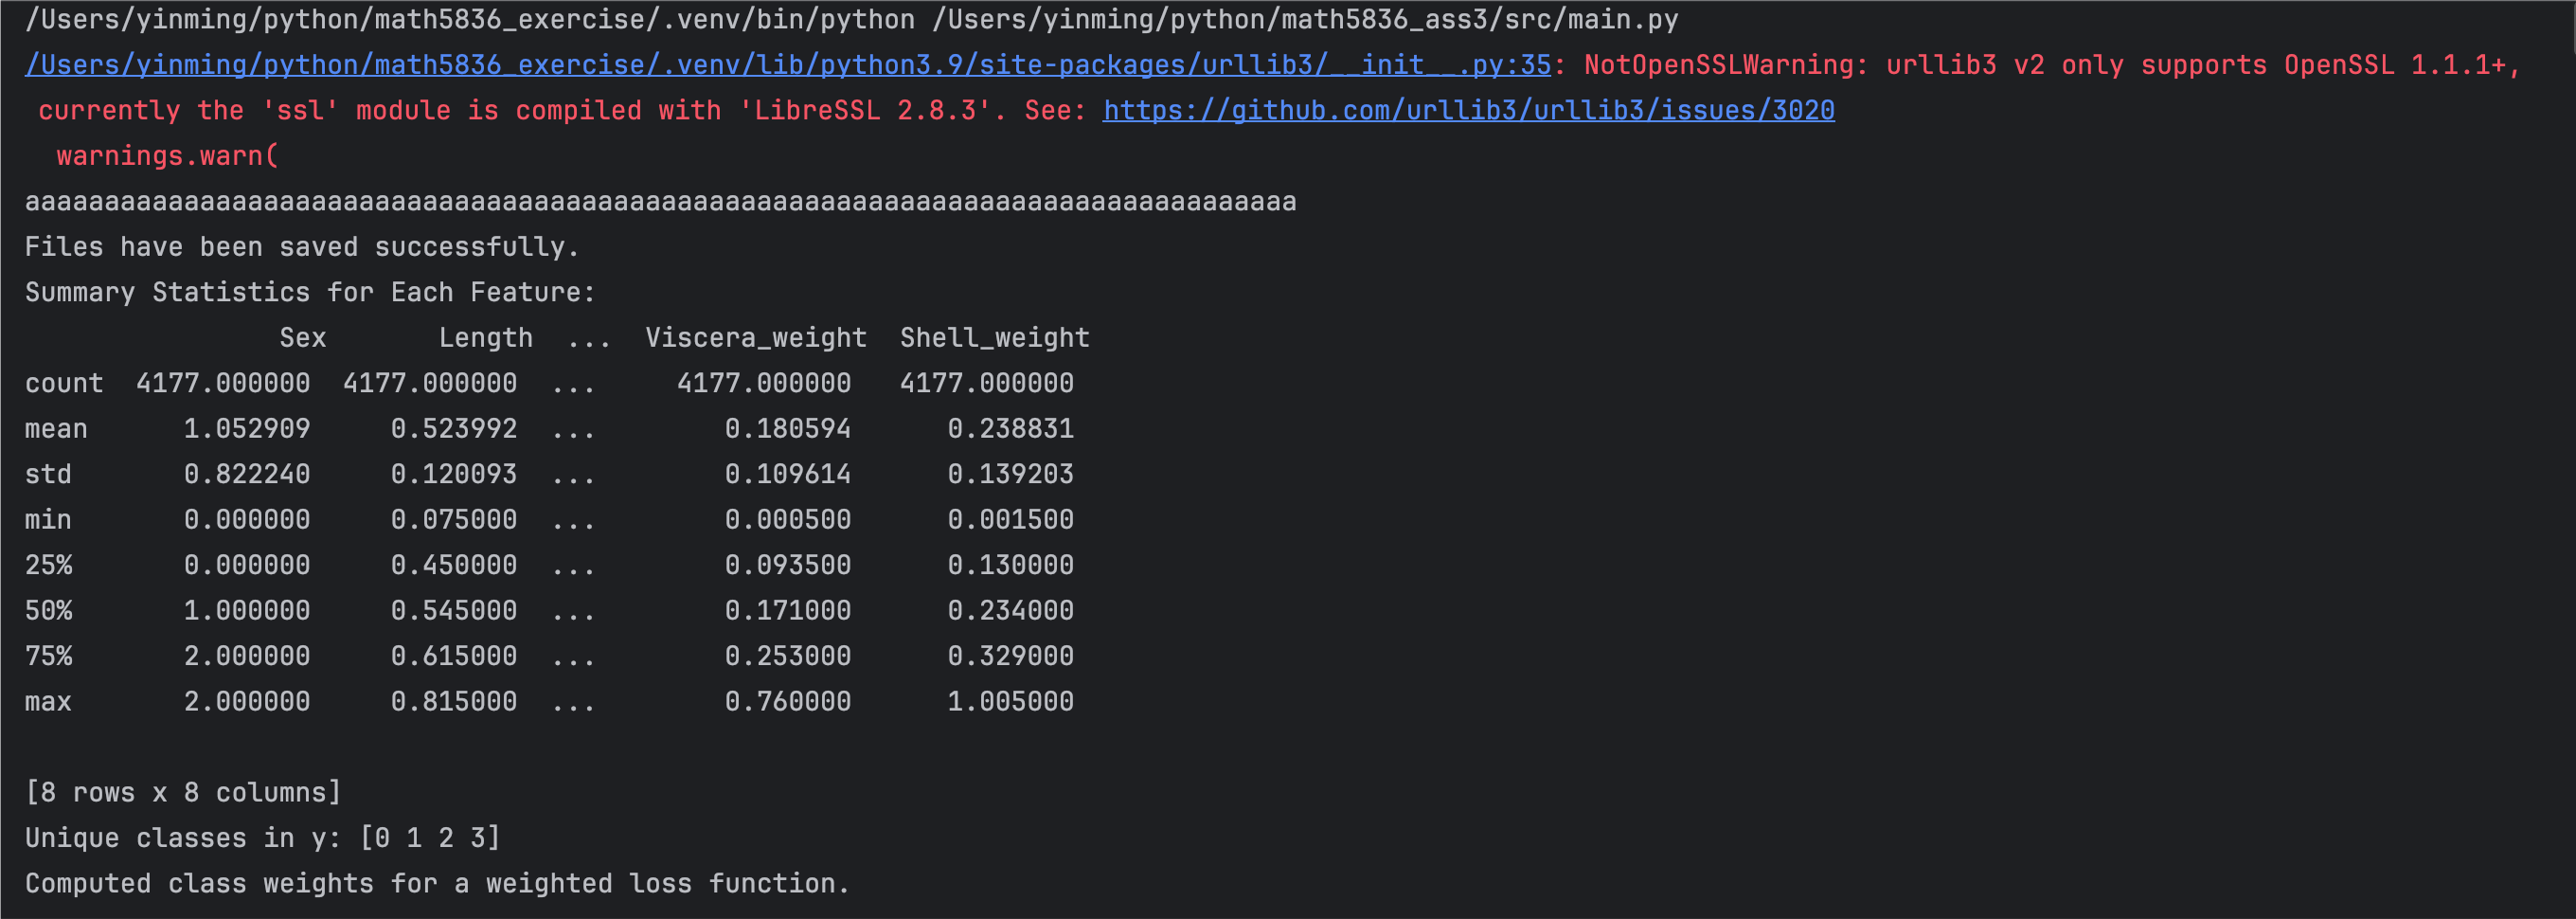 /Users/yinming/python/math5836_exercise/.venv/bin/python /Users/yinming/python/math5836_ass3/src/main.py
/Users/yinming/python/math5836_exercise/.venv/lib/python3.9/site-packages/urllib3/__init__.py:35: NotOpenSSLWarning: urllib3 v2 only supports OpenSSL 1.1.1+,
 currently the 'ssl' module is compiled with 'LibreSSL 2.8.3'. See: https://github.com/urllib3/urllib3/issues/3020
  warnings.warn(
aaaaaaaaaaaaaaaaaaaaaaaaaaaaaaaaaaaaaaaaaaaaaaaaaaaaaaaaaaaaaaaaaaaaaaaaaaaaaaaa
Files have been saved successfully.
Summary Statistics for Each Feature:
                Sex       Length  ...  Viscera_weight  Shell_weight
count  4177.000000  4177.000000  ...     4177.000000   4177.000000
mean      1.052909     0.523992  ...        0.180594      0.238831
std       0.822240     0.120093  ...        0.109614      0.139203
min       0.000000     0.075000  ...        0.000500      0.001500
25%       0.000000     0.450000  ...        0.093500      0.130000
50%       1.000000     0.545000  ...        0.171000      0.234000
75%       2.000000     0.615000  ...        0.253000      0.329000
max       2.000000     0.815000  ...        0.760000      1.005000
[8 rows x 8 columns]
Unique classes in y: [0 1 2 3]
Computed class weights for a weighted loss function.